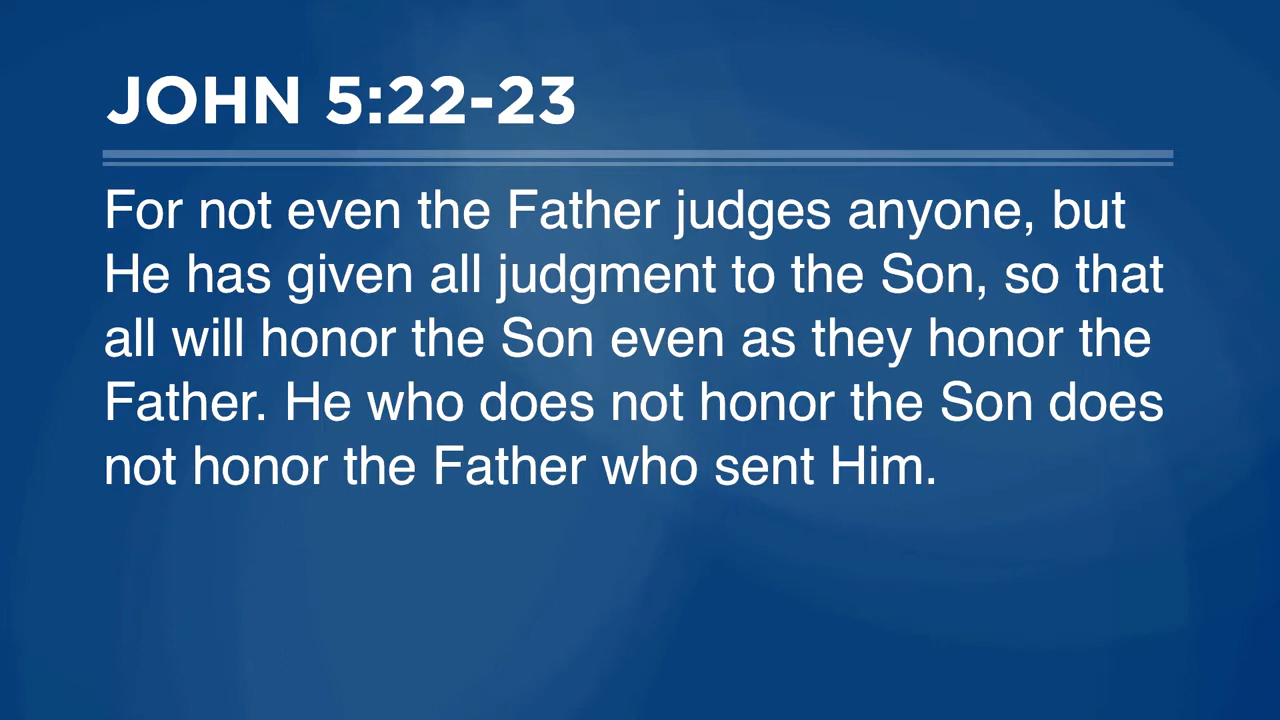 JOHN 5:22-23
For not even the Father judges anyone, but
He has given all judgment to the Son, so that
all will honor the Son even as they honor the
Father. He who does not honor the Son does
not honor the Father who sent Him.